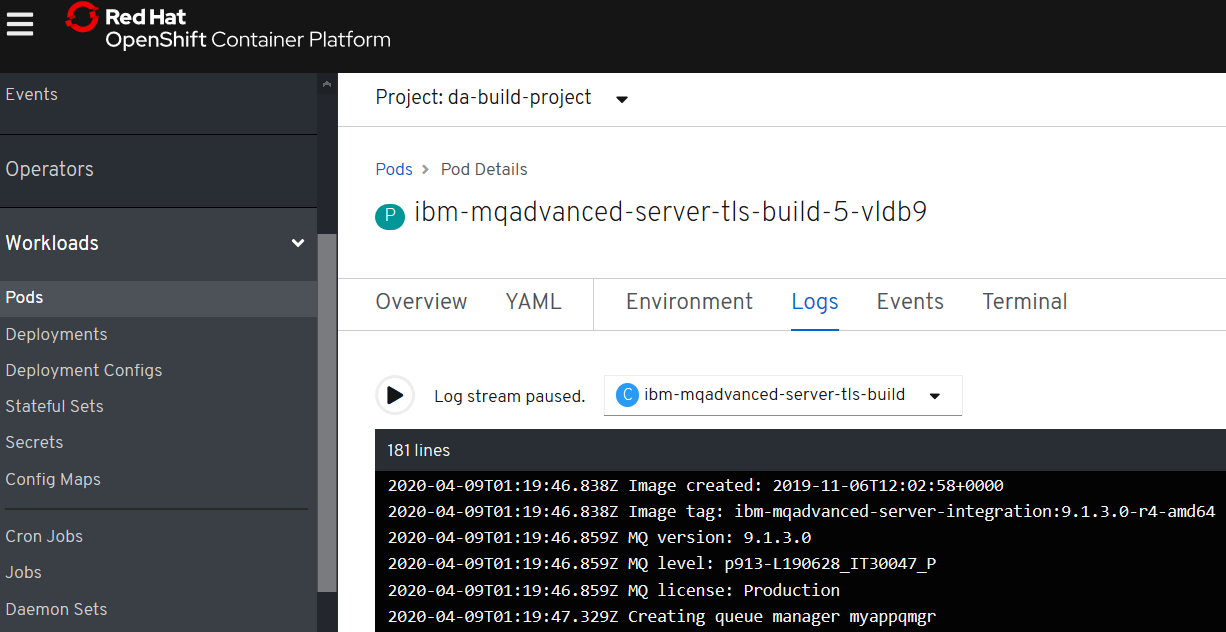 Red Hat
OpenShift Container Platform
Events
Operators
Workloads
Pods
Deployments
Deployment Configs
Stateful Sets
Secrets
Config Maps
Cron Jobs
Jobs
Daemon Sets
Project: da-build-project
Pods > Pod Details
P ibm-mqadvanced-server-tls-build-5-vldb9
Overview YAML Environment Logs Events Terminal
Log stream paused. C ibm-mqadvanced-server-tls-build
181 lines
2020-04-09T01:19:46.838Z Image created: 2019-11-06T12:02:58+0000
2020-04-09T01:19:46.838Z Image tag: ibm-mqadvanced-server-integration:9.1.3.0-r4-amd64
2020-04-09T01:19:46.859Z MQ version: 9.1.3.0
2020-04-09T01:19:46.859Z MQ level: p913-L190628_IT30047_P
2020-04-09T01:19:46.859Z MQ license: Production
2020-04-09T01:19:47.329Z Creating queue manager myappqmgr